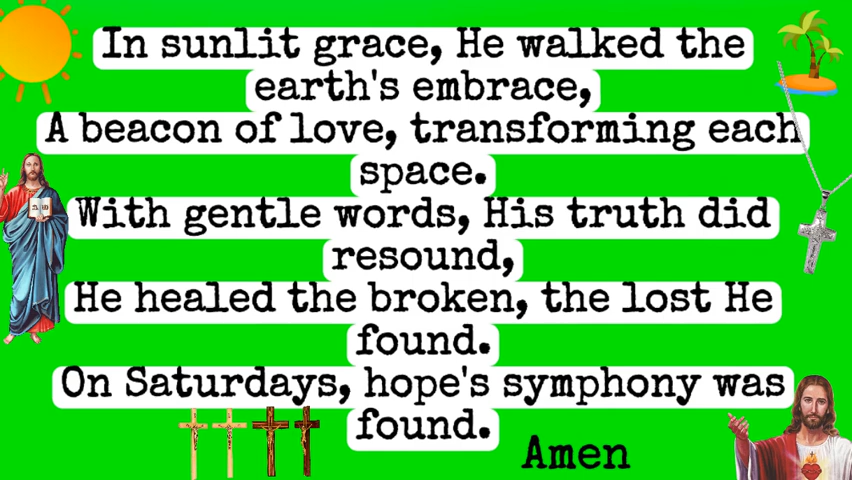 In sunlit grace, He walked the
earth's embrace,
A beacon of love, transforming each
space.
With gentle words, His truth did
resound,
He healed the broken, the lost He
found.
On Saturdays, hope's symphony was
found.
Amen